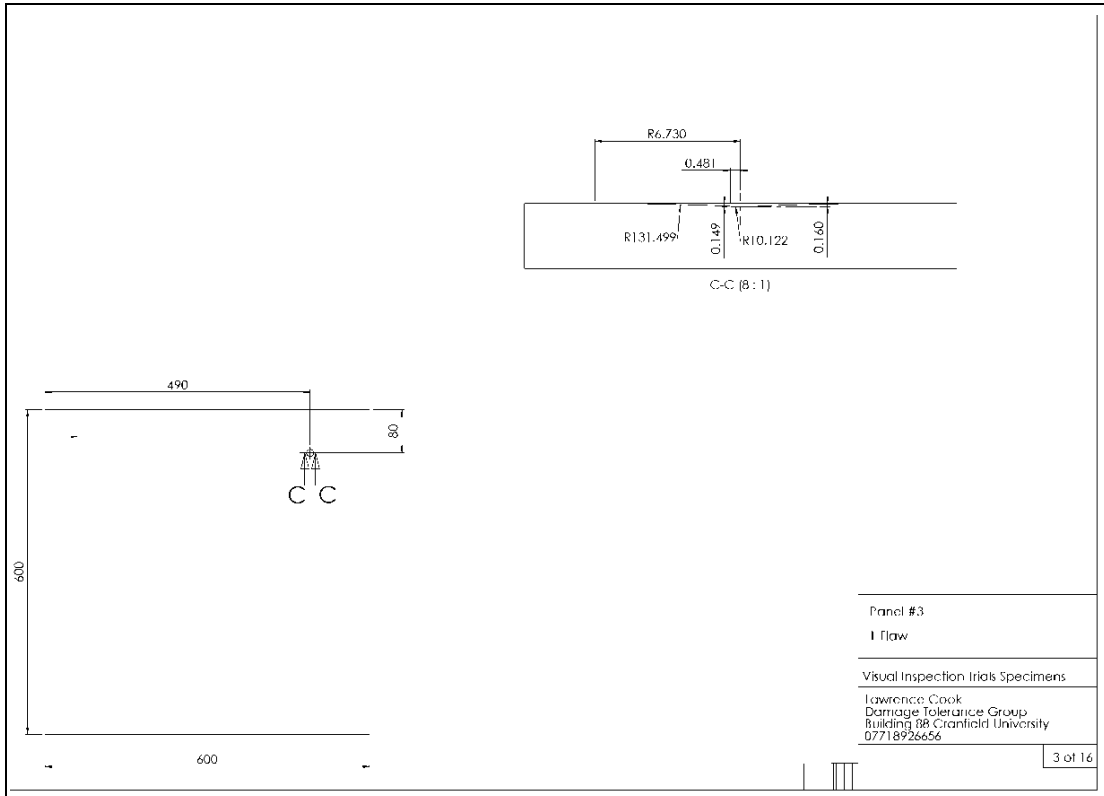 R6.730
0.481
R131.499
0.149
R10.122
0.160
C-C (8 : 1)
490
80
C C
600
600
Panel #3
1 Flaw
Visual Inspection Trials Specimens
Lawrence Cook
Damage Tolerance Group
Building 88 Cranfield University
07718926656
3 of 16